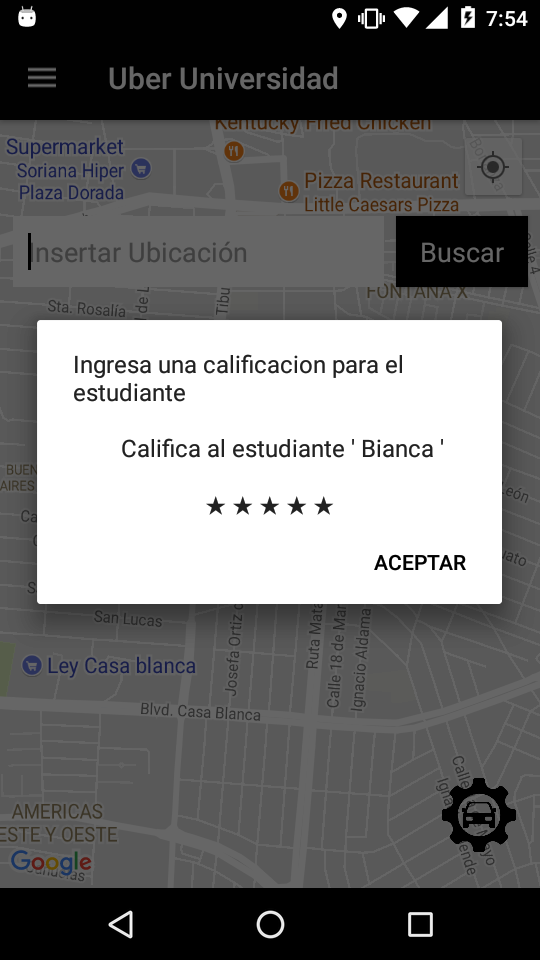 7:54
Uber Universidad
Kentucky Fried Chicken
Supermarket
Soriana Hiper
Plaza Dorada
Pizza Restaurant
Little Caesars Pizza
Insertar Ubicación
Buscar
FONTANA X
Sta. Rosalía
Ingresa una calificacion para el
estudiante
Califica al estudiante ' Bianca '
★ ★ ★ ★ ★
ACEPTAR
San Lucas
Josefa Ortiz
Ruta Mata
Calle 18 de Mar
Ignacio Aldama
Ley Casa blanca
Blvd. Casa Blanca
AMERICAS
ESTE Y OESTE
Google